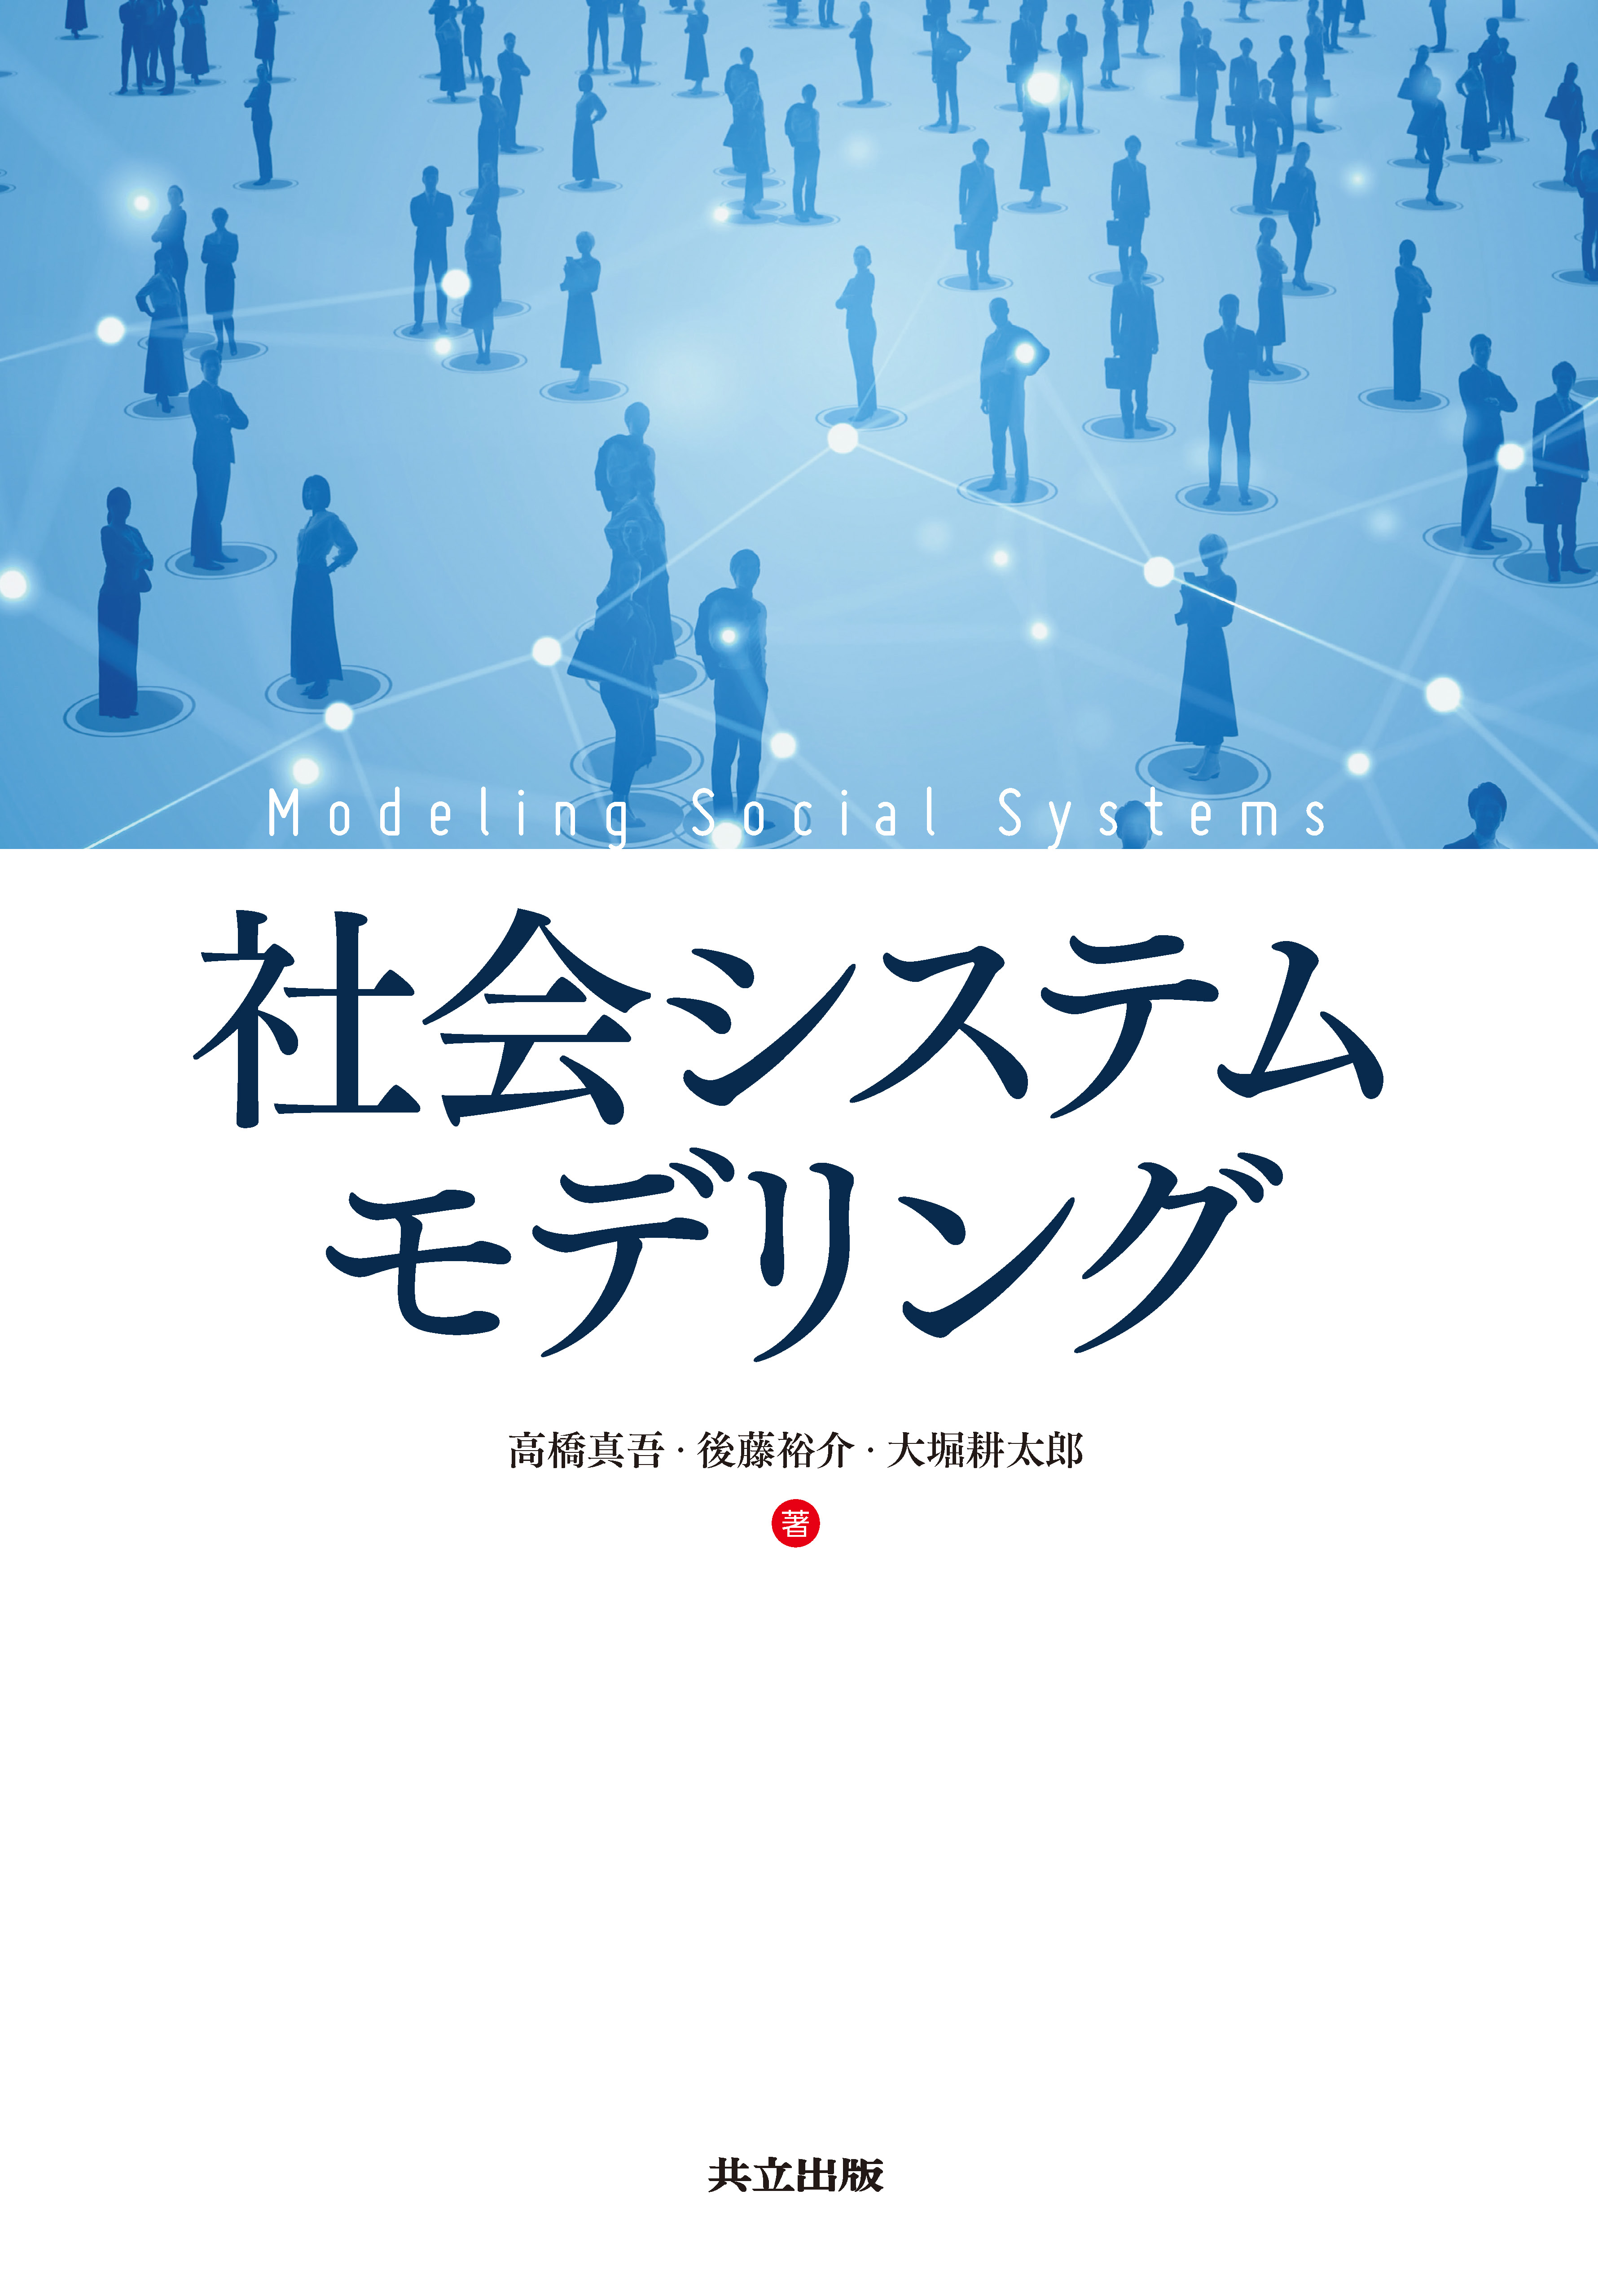 Modeling Social Systems
社会システム
モデリング
高橋真吾・後藤裕介・大堀耕太郎
著
共立出版